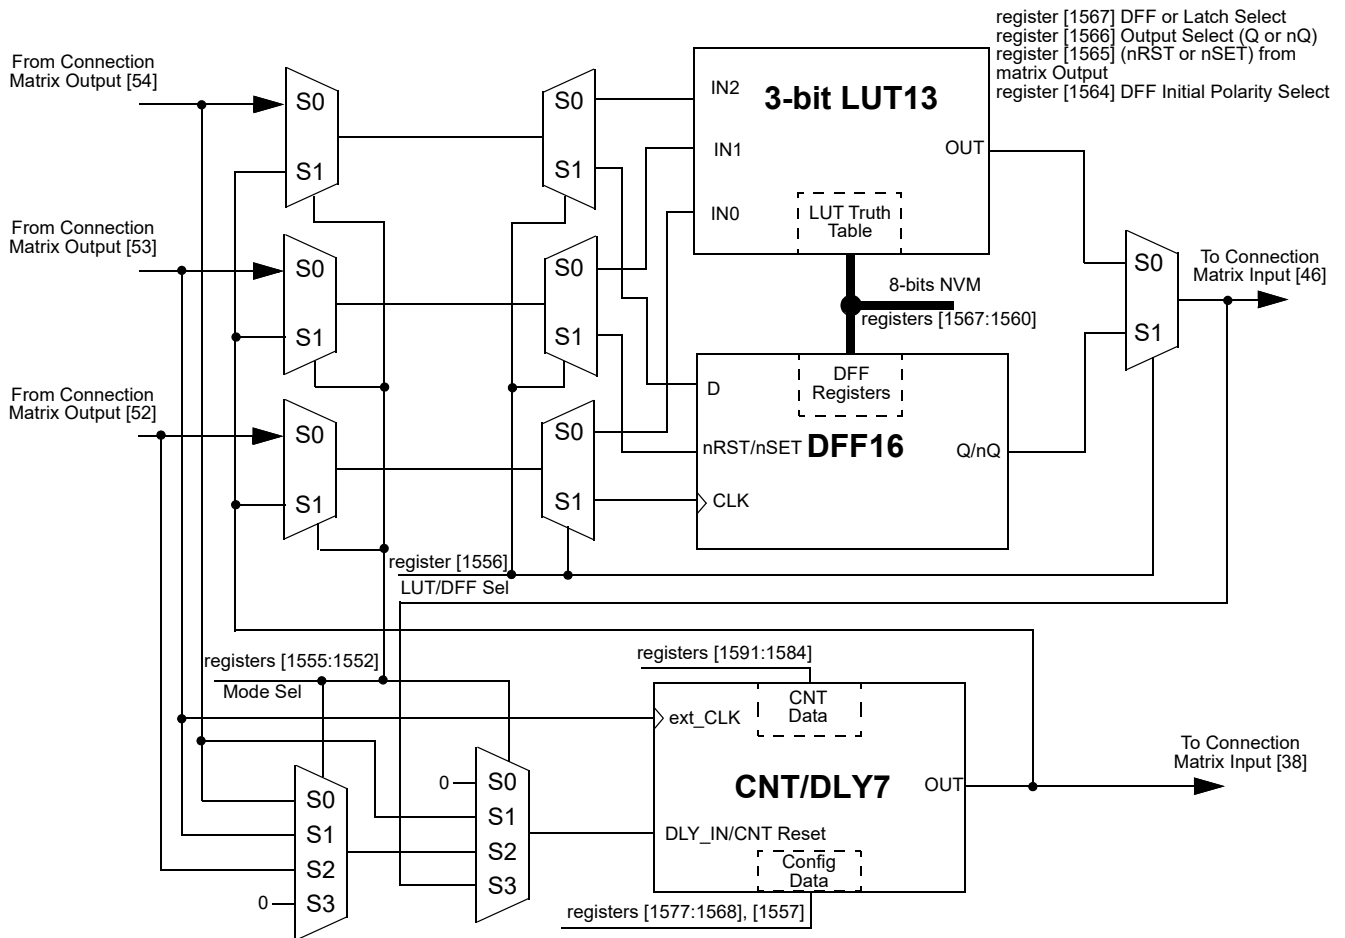 register [1567] DFF or Latch Select
register [1566] Output Select (Q or nQ)
register [1565] (nRST or nSET) from
matrix Output
register [1564] DFF Initial Polarity Select
From Connection
Matrix Output [54]
S0
S1
S0
S1
IN2
IN1
IN0
3-bit LUT13
OUT
LUT Truth
Table
From Connection
Matrix Output [53]
S0
S1
S0
S1
8-bits NVM
registers [1567:1560]
S0
S1
To Connection
Matrix Input [46]
From Connection
Matrix Output [52]
S0
S1
S0
S1
DFF
Registers
D
nRST/nSET
DFF16
Q/nQ
CLK
register [1556]
LUT/DFF Sel
registers [1555:1552]
Mode Sel
registers [1591:1584]
CNT
Data
ext_CLK
CNT/DLY7
OUT
To Connection
Matrix Input [38]
DLY_IN/CNT Reset
Config
Data
0
S0
S1
S2
S3
S0
S1
S2
0
S3
registers [1577:1568], [1557]